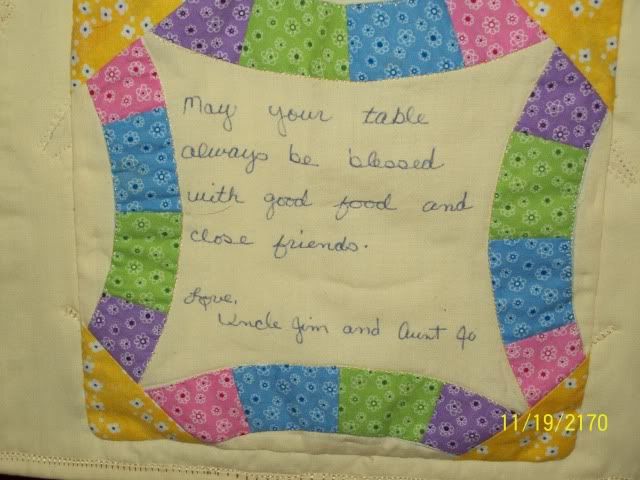 May your table
always be blessed
with good food and
close friends.
Love,
Uncle Jim and Aunt Jo
11/19/2170